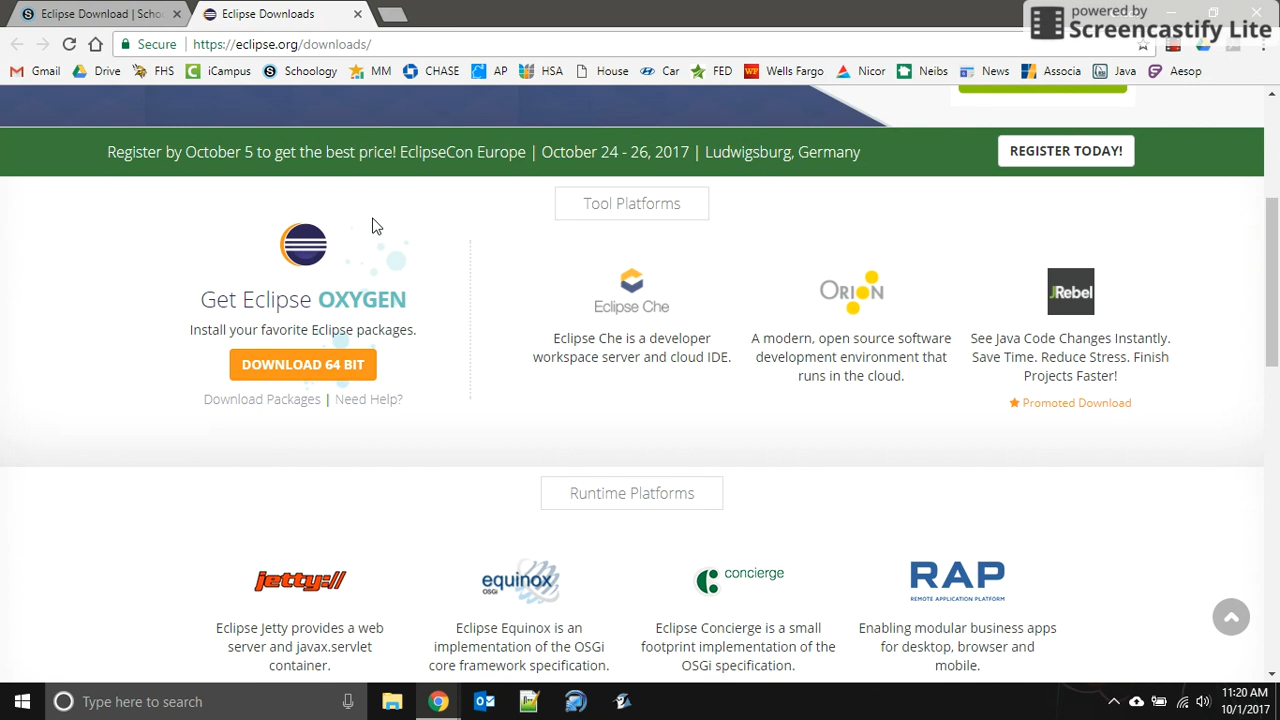 Eclipse Download | Schoo
Eclipse Downloads
powered by
Screencastify Lite
Secure
https://eclipse.org/downloads/
Gmail
Drive
FHS
iCampus
Schoology
MM
CHASE
AP
HSA
House
Car
FED
Wells Fargo
Nicor
Neibs
News
Associa
Java
Aesop
Register by October 5 to get the best price! EclipseCon Europe | October 24 - 26, 2017 | Ludwigsburg, Germany
REGISTER TODAY!
Tool Platforms
Get Eclipse OXYGEN
Install your favorite Eclipse packages.
DOWNLOAD 64 BIT
Download Packages | Need Help?
Eclipse Che
Eclipse Che is a developer
workspace server and cloud IDE.
ORION
A modern, open source software
development environment that
runs in the cloud.
JRebel
See Java Code Changes Instantly.
Save Time. Reduce Stress. Finish
Projects Faster!
Promoted Download
Runtime Platforms
jetty://
Eclipse Jetty provides a web
server and javax.servlet
container.
equinox
OSGi
Eclipse Equinox is an
implementation of the OSGi
core framework specification.
concierge
Eclipse Concierge is a small
footprint implementation of the
OSGi specification.
RAP
REMOTE APPLICATION PLATFORM
Enabling modular business apps
for desktop, browser and
mobile.
Type here to search
11:20 AM
10/1/2017